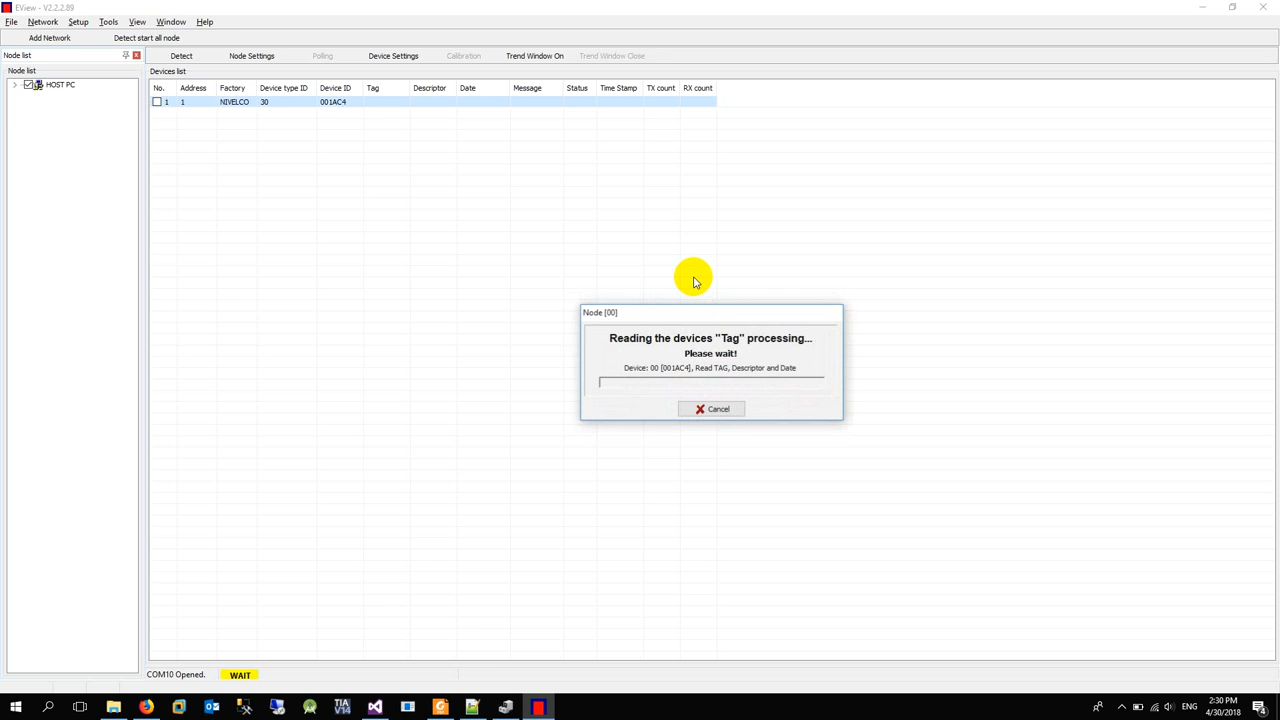 EView - V2.2.2.89
File Network Setup Tools View Window Help
Add Network Detect start all node
Node list
Detect Node Settings Polling Device Settings Calibration Trend Window On Trend Window Close
Node list
Devices list
HOST PC
No. Address Factory Device type ID Device ID Tag Descriptor Date Message Status Time Stamp TX count RX count
1 1 NIVELCO 30 001AC4
Node [00]
Reading the devices "Tag" processing...
Please wait!
Device: 00 [001AC4], Read TAG, Descriptor and Date
Cancel
COM10 Opened. WAIT
ENG
2:30 PM
4/30/2018
4